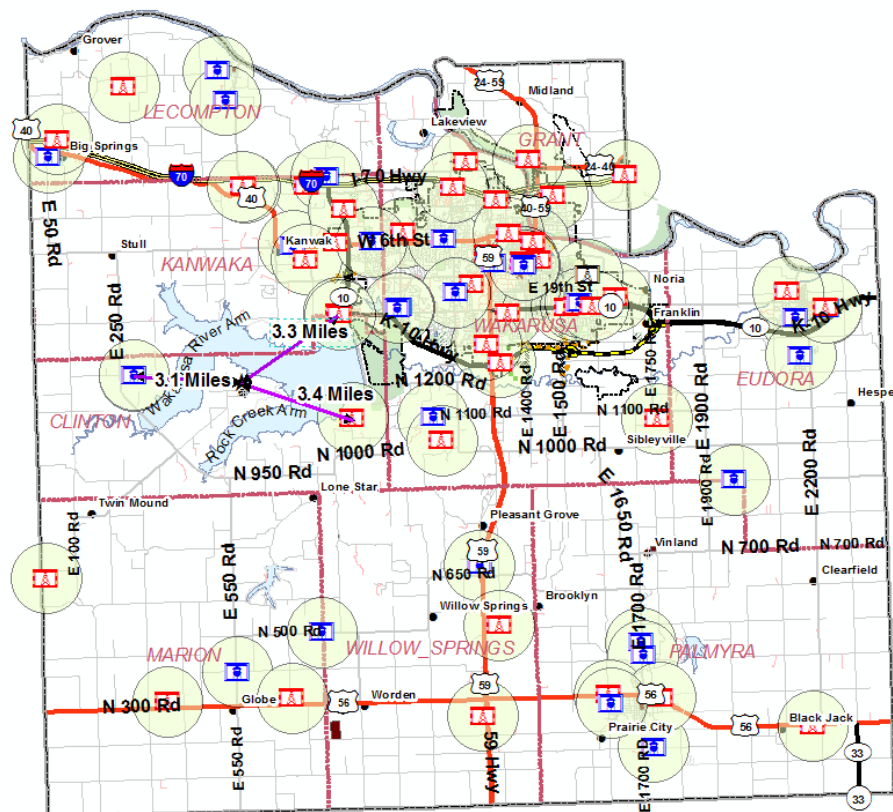 Grover
24-59
Midland
LECOMPTON
40
Lakeview
GRANT
Big Springs
24-40
70
70
I-70 Hwy
40
40-59
E 50 Rd
Stull
Kanwak
W 6th St
KANWAKA
59
E 19th St
Noria
E 250 Rd
10
10
Franklin
3.3 Miles
K-10 Hwy
WAKARUSA
10
K-10 Hwy
Wakarusa River Arm
E 1750 Rd
3.1 Miles
N 1200 Rd
EUDORA
3.4 Miles
E 1400 Rd
E 1500 Rd
E 1900 Rd
CLINTON
Rock Creek Arm
N 1100 Rd
N 1100 Rd
Hespe
N 1000 Rd
N 1000 Rd
Sibleyville
N 950 Rd
E 1900 Rd
E 2200 Rd
Lone Star
E 1650 Rd
Twin Mound
Pleasant Grove
E 100 Rd
59
Vinland
N 700 Rd
N 700 Rd
E 550 Rd
N 650 Rd
Clearfield
Brooklyn
E 1700 Rd
Willow Springs
N 500 Rd
MARION
WILLOW_SPRINGS
PALMYRA
59
N 300 Rd
Globe
56
Worden
56
56
Black Jack
Prairie City
E 550 Rd
59 Hwy
E 1700 RD
33
33